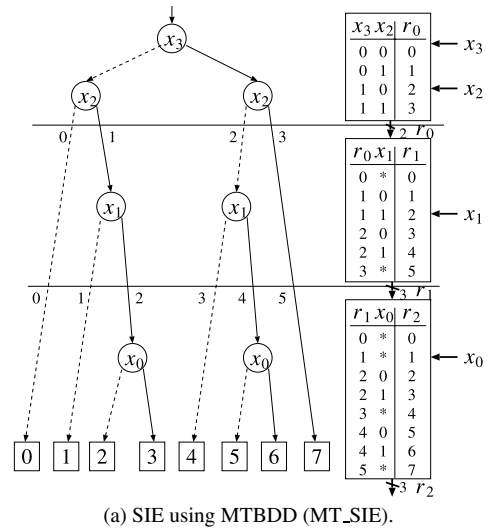 x3
x3 x2 r0
0 0 0
0 1 1
1 0 2
1 1 3
x3
x2
x2 x2
0 1 2 3
2 r0
r0 x1 r1
0 * 0
1 0 1
1 1 2
2 0 3
2 1 4
3 * 5
x1
x1 x1
0 1 2 3 4 5
3 r1
r1 x0 r2
0 * 0
1 * 1
2 0 2
2 1 3
3 * 4
4 0 5
4 1 6
5 * 7
x0
x0 x0
0 1 2 3 4 5 6 7
3 r2
(a) SIE using MTBDD (MT_SIE).